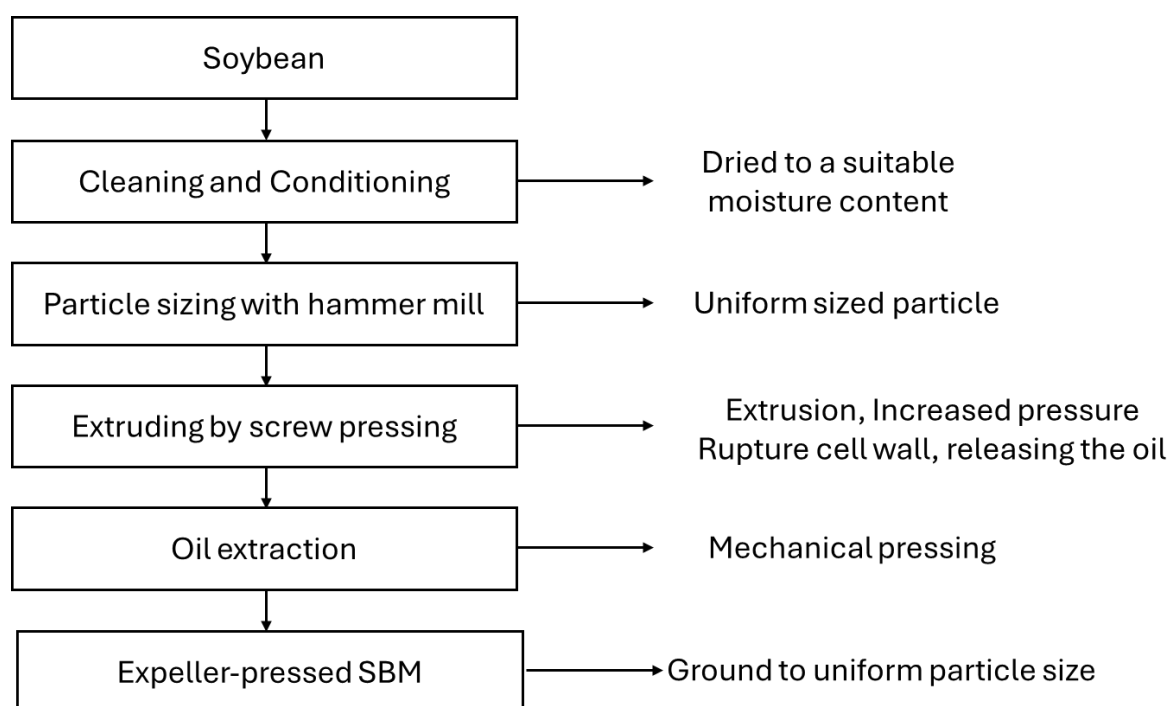 Soybean
Cleaning and Conditioning
Dried to a suitable
moisture content
Particle sizing with hammer mill
Uniform sized particle
Extruding by screw pressing
Extrusion, Increased pressure
Rupture cell wall, releasing the oil
Oil extraction
Mechanical pressing
Expeller-pressed SBM
Ground to uniform particle size